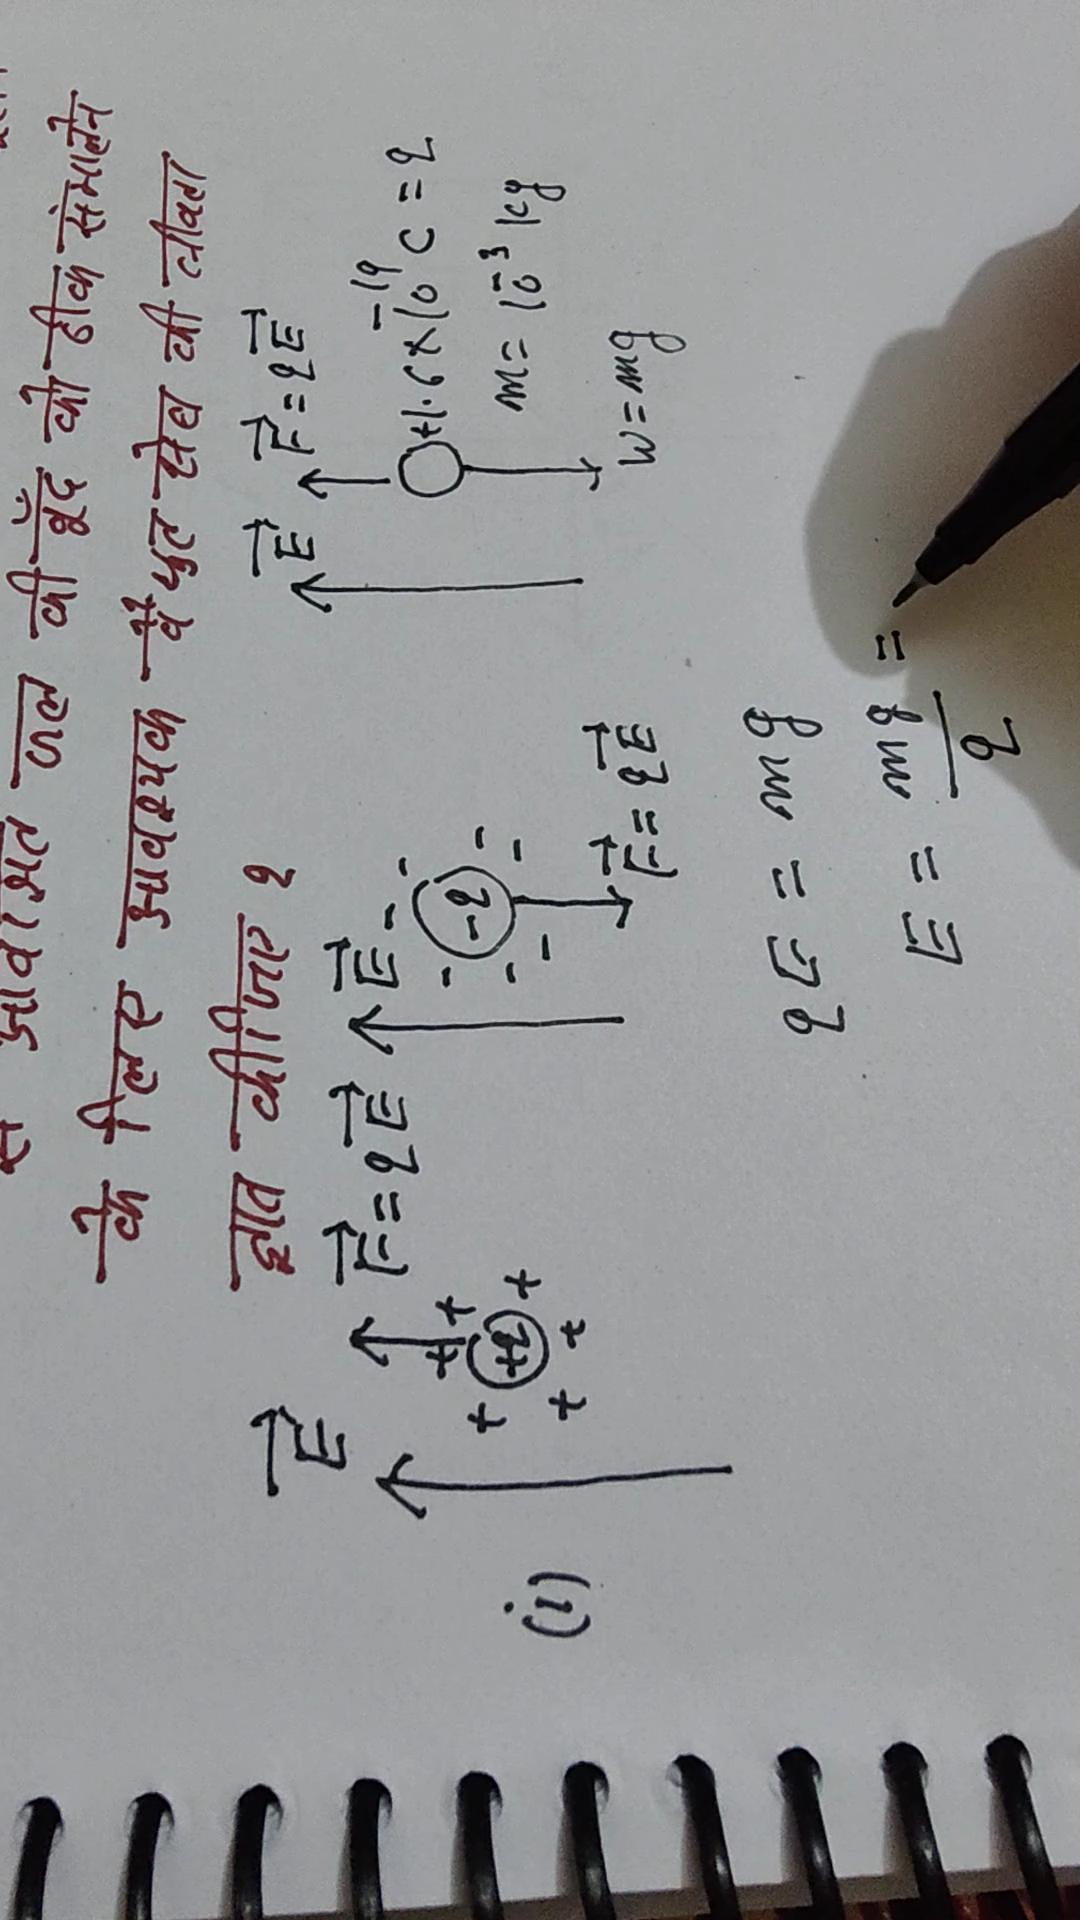 से आवेशित जल की बूँद को ठीक संभालने
के लिए आवश्यक वैद्युत क्षेत्र की तीव्रता
ज्ञात कीजिए ?
(i)
E⃗
F⃗ = qE⃗
+q
+ + + + + +
E⃗
-q
- - - - - - -
F⃗ = qE⃗
E⃗
F⃗ = qE⃗
+1.6×10⁻¹⁹ C = q
m = 10⁻³ kg
W = mg
qE = mg
E = mg/q =